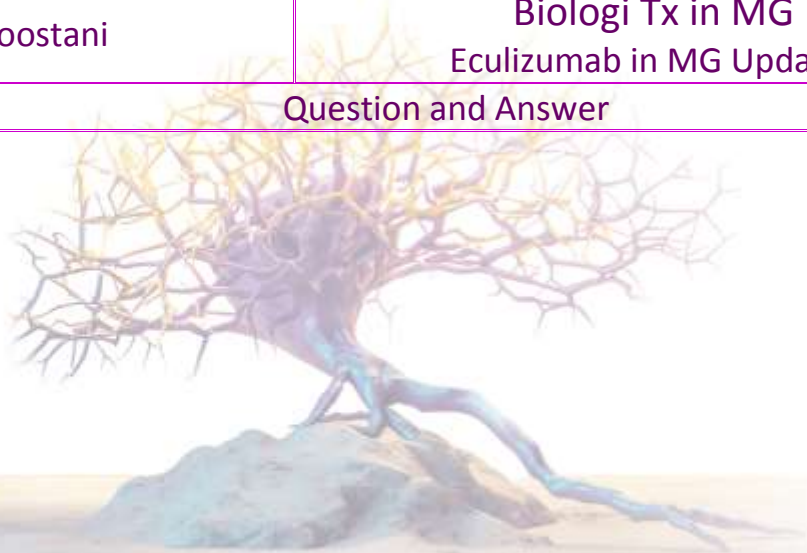 oostani
Biologi Tx in MG
Eculizumab in MG Upda
Question and Answer